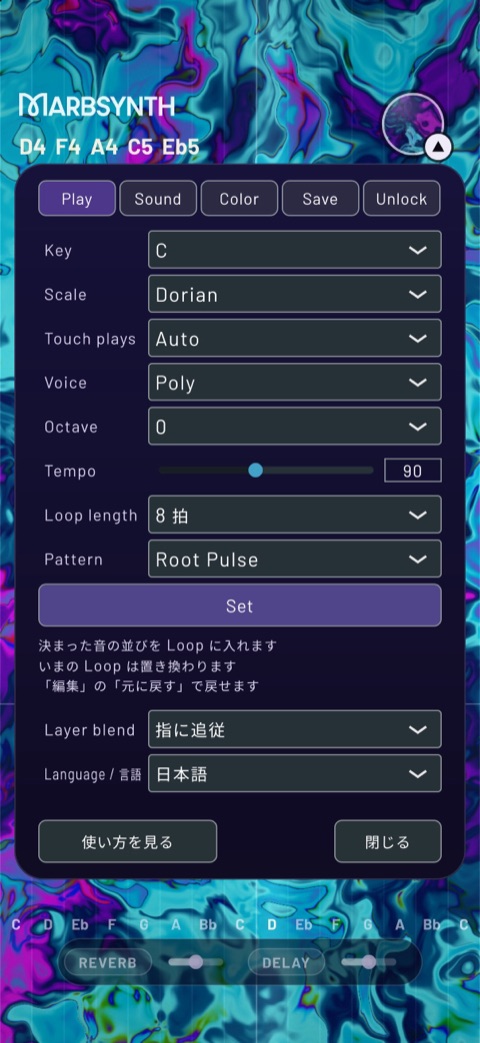 MARBSYNTH
D4 F4 A4 C5 Eb5
Play Sound Color Save Unlock
Key C
Scale Dorian
Touch plays Auto
Voice Poly
Octave 0
Tempo 90
Loop length 8 拍
Pattern Root Pulse
Set
決まった音の並びを Loop に入れます
いまの Loop は置き換わります
「編集」の「元に戻す」で戻せます
Layer blend 指に追従
Language / 言語 日本語
使い方を見る 閉じる
C D Eb F G A Bb C D Eb F G A Bb C
REVERB DELAY